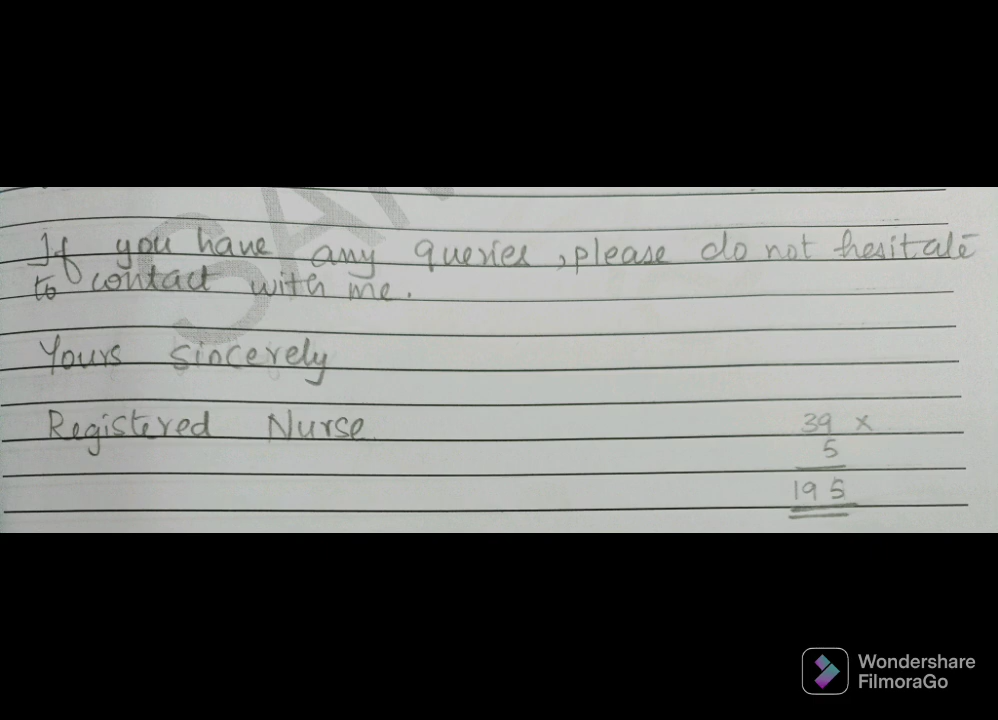 SAM
If you have any queries, please do not hesitate
to contact with me.
Yours sincerely
Registered Nurse
39 x
5
195
Wondershare
FilmoraGo